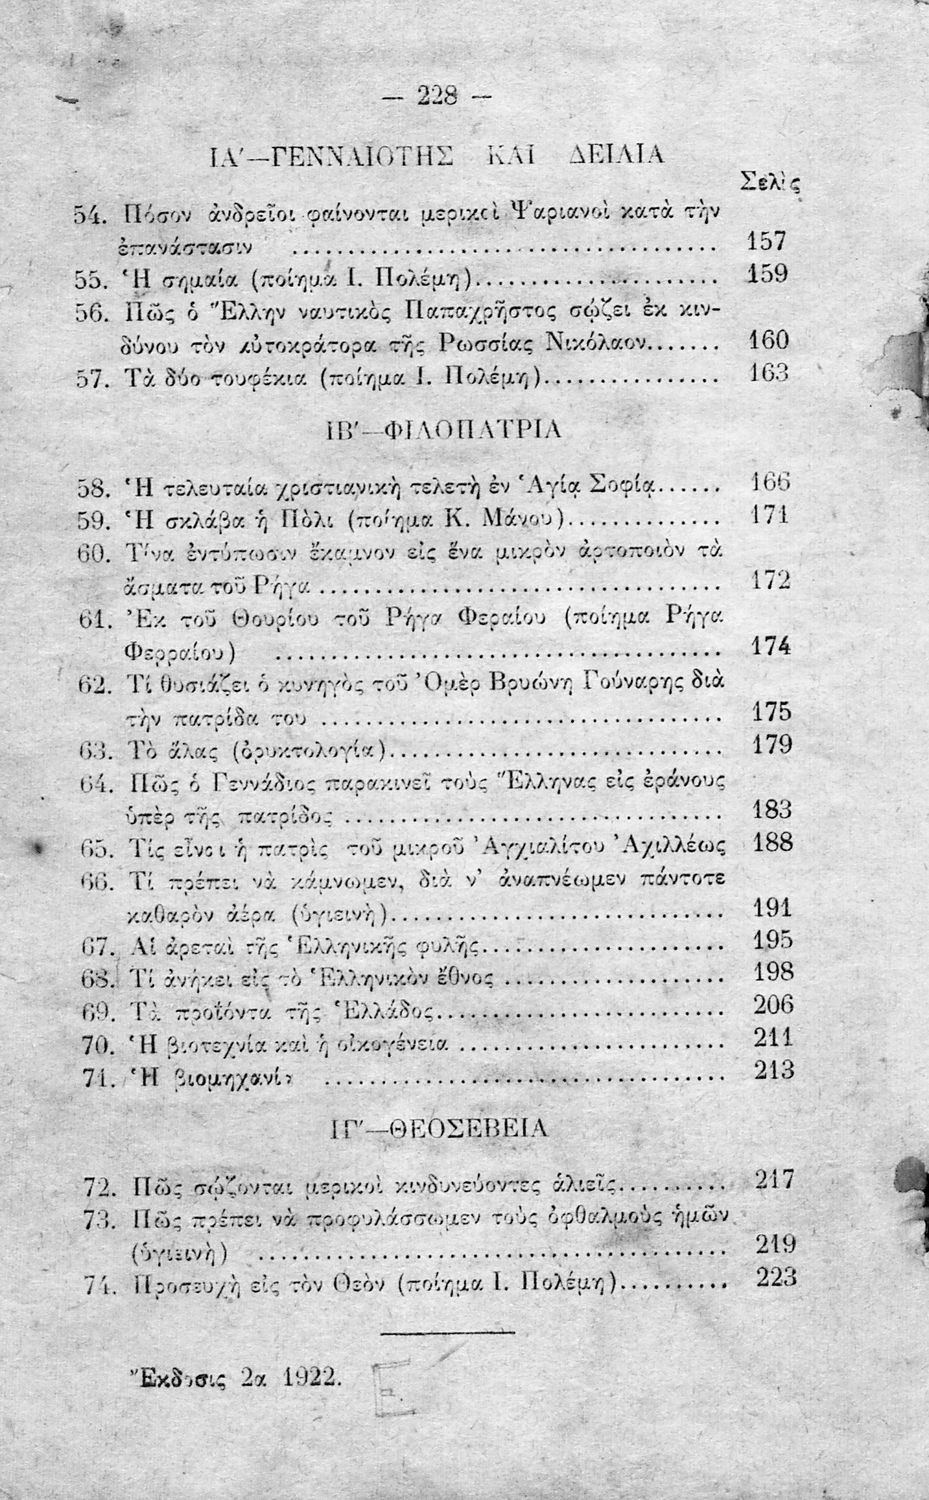 — 228 —
ΙΑ'—ΓΕΝΝΑΙΟΤΗΣ ΚΑΙ ΔΕΙΛΙΑ
Σελὶς
54. Πόσον ἀνδρεῖοι φαίνονται μερικοὶ Ψαριανοὶ κατὰ τὴν
ἐπανάστασιν .................................... 157
55. Ἡ σημαία (ποίημα Ι. Πολέμη)..................... 159
56. Πῶς ὁ Ἕλλην ναυτικὸς Παπαχρῆστος σῴζει ἐκ κιν-
δύνου τὸν αὐτοκράτορα τῆς Ρωσσίας Νικόλαον....... 160
57. Τὰ δύο τουφέκια (ποίημα Ι. Πολέμη)............... 163
ΙΒ'—ΦΙΛΟΠΑΤΡΙΑ
58. Ἡ τελευταία χριστιανικὴ τελετὴ ἐν Ἁγίᾳ Σοφίᾳ...... 166
59. Ἡ σκλάβα ἡ Πόλι (ποίημα Κ. Μάνου)............. 171
60. Τίνα ἐντύπωσιν ἔκαμνον εἰς ἕνα μικρὸν ἀρτοποιὸν τὰ
ἄσματα τοῦ Ρήγα .................................. 172
61. Ἐκ τοῦ Θουρίου τοῦ Ρήγα Φεραίου (ποίημα Ρήγα
Φερραίου) ...................................... 174
62. Τί θυσιάζει ὁ κυνηγὸς τοῦ Ὀμὲρ Βρυώνη Γούναρης διὰ
τὴν πατρίδα του .................................. 175
63. Τὸ ἅλας (ὀρυκτολογία)............................. 179
64. Πῶς ὁ Γεννάδιος παρακινεῖ τοὺς Ἕλληνας εἰς ἐράνους
ὑπὲρ τῆς πατρίδος ................................ 183
65. Τίς εἶναι ἡ πατρὶς τοῦ μικροῦ Ἀγχιαλίτου Ἀχιλλέως 188
66. Τί πρέπει νὰ κάμνωμεν, διὰ ν' ἀναπνέωμεν πάντοτε
καθαρὸν ἀέρα (ὑγιεινὴ)............................. 191
67. Αἱ ἀρεταὶ τῆς Ἑλληνικῆς φυλῆς..................... 195
68. Τί ἀνήκει εἰς τὸ Ἑλληνικὸν ἔθνος ................... 198
69. Τὰ προϊόντα τῆς Ἑλλάδος......................... 206
70. Ἡ βιοτεχνία καὶ ἡ οἰκογένεια ....................... 211
71. Ἡ βιομηχανία .................................. 213
ΙΓ'—ΘΕΟΣΕΒΕΙΑ
72. Πῶς σῴζονται μερικοὶ κινδυνεύοντες ἁλιεῖς.......... 217
73. Πῶς πρέπει νὰ προφυλάσσωμεν τοὺς ὀφθαλμοὺς ἡμῶν
(ὑγιεινὴ) ........................................ 219
74. Προσευχὴ εἰς τὸν Θεὸν (ποίημα Ι. Πολέμη).......... 223
Ἔκδοσις 2α 1922.
E.